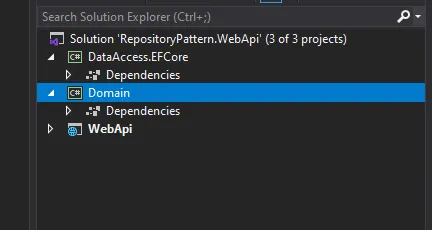 Search Solution Explorer (Ctrl+;)
Solution 'RepositoryPattern.WebApi' (3 of 3 projects)
C# DataAccess.EFCore
Dependencies
C# Domain
Dependencies
WebApi